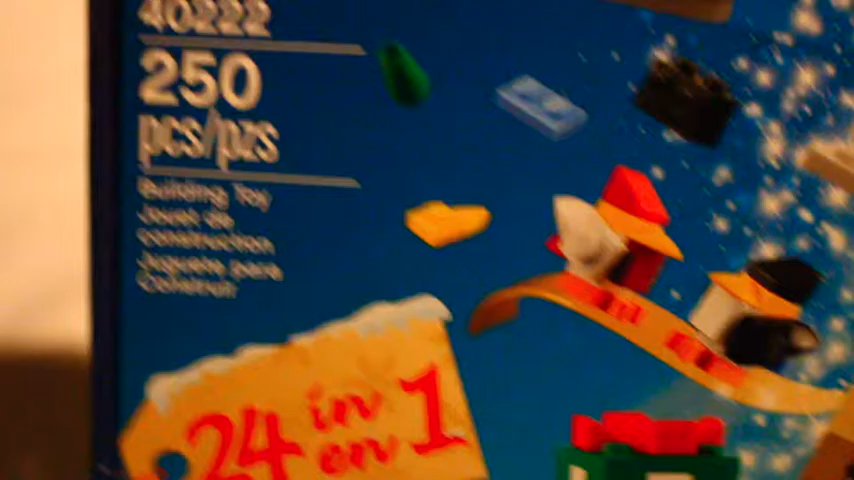 40222
250
pcs/pzs
Building Toy
Jouet de
construction
Juguete para
Construir
24 in 1
en